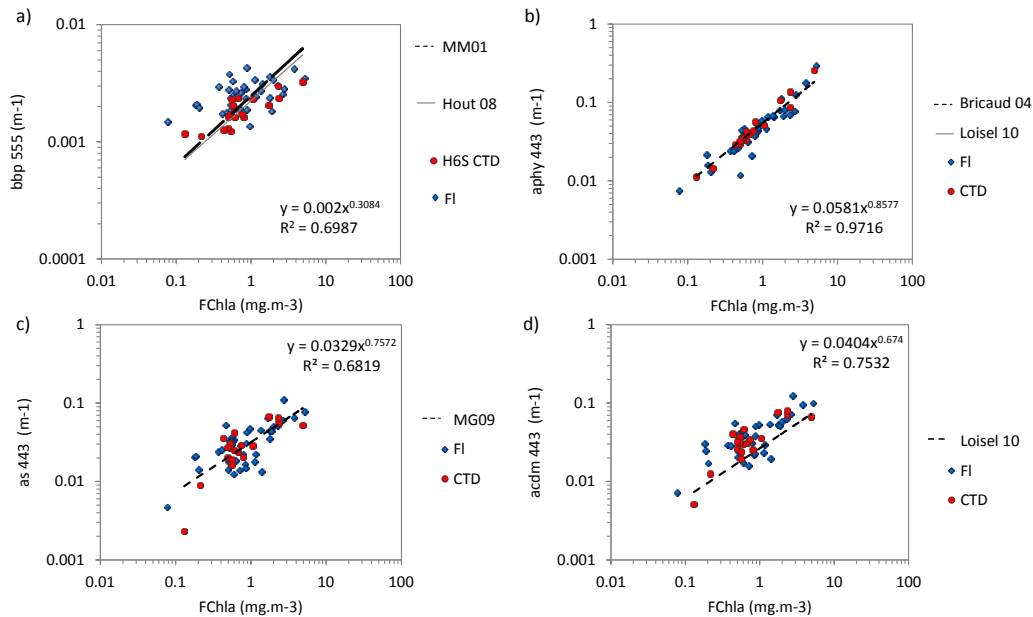 a)
0.01
0.001
0.0001
bbp 555 (m-1)
0.01
0.1
1
10
100
FChla (mg.m-3)
y = 0.002x^0.3084
R² = 0.6987
MM01
Hout 08
H6S CTD
Fl
b)
1
0.1
0.01
0.001
aphy 443 (m-1)
0.01
0.1
1
10
100
FChla (mg.m-3)
y = 0.0581x^0.8577
R² = 0.9716
Bricaud 04
Loisel 10
Fl
CTD
c)
1
0.1
0.01
0.001
as 443 (m-1)
0.01
0.1
1
10
100
FChla (mg.m-3)
y = 0.0329x^0.7572
R² = 0.6819
MG09
Fl
CTD
d)
1
0.1
0.01
0.001
acdm 443 (m-1)
0.01
0.1
1
10
100
FChla (mg.m-3)
y = 0.0404x^0.674
R² = 0.7532
Loisel 10
Fl
CTD